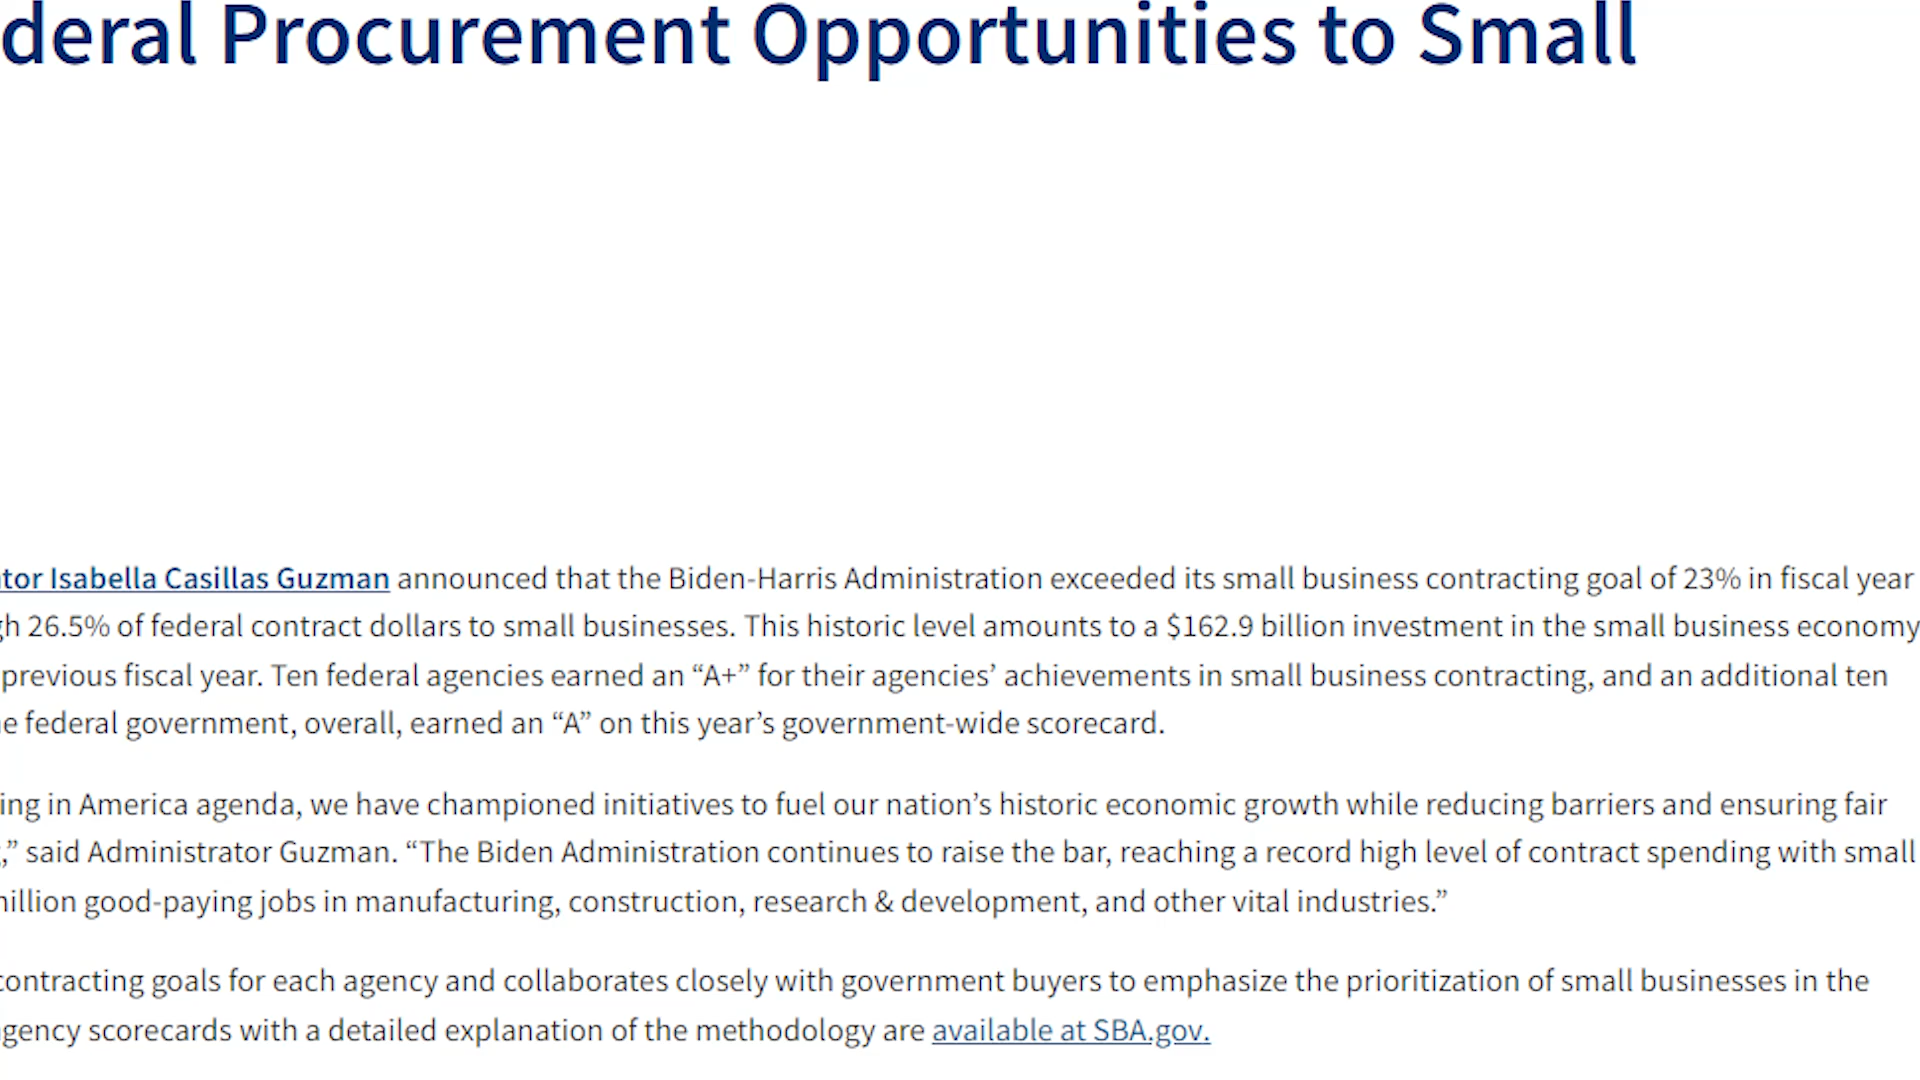 deral Procurement Opportunities to Small
tor Isabella Casillas Guzman announced that the Biden-Harris Administration exceeded its small business contracting goal of 23% in fiscal year
gh 26.5% of federal contract dollars to small businesses. This historic level amounts to a $162.9 billion investment in the small business economy
previous fiscal year. Ten federal agencies earned an “A+” for their agencies’ achievements in small business contracting, and an additional ten
e federal government, overall, earned an “A” on this year’s government-wide scorecard.
ing in America agenda, we have championed initiatives to fuel our nation’s historic economic growth while reducing barriers and ensuring fair
,” said Administrator Guzman. “The Biden Administration continues to raise the bar, reaching a record high level of contract spending with small
million good-paying jobs in manufacturing, construction, research & development, and other vital industries.”
contracting goals for each agency and collaborates closely with government buyers to emphasize the prioritization of small businesses in the
gency scorecards with a detailed explanation of the methodology are available at SBA.gov.